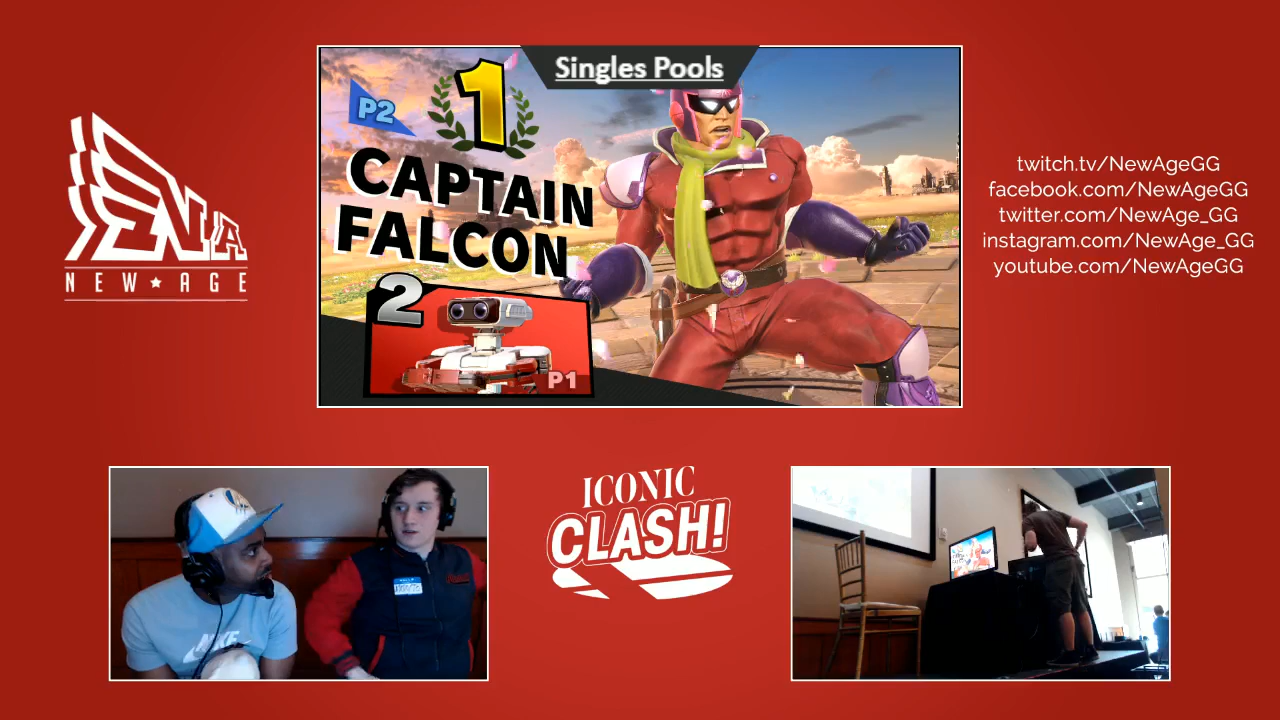 Singles Pools
P2
1
CAPTAIN
FALCON
2
P1
NEW AGE
twitch.tv/NewAgeGG
facebook.com/NewAgeGG
twitter.com/NewAge_GG
instagram.com/NewAge_GG
youtube.com/NewAgeGG
ICONIC
CLASH!